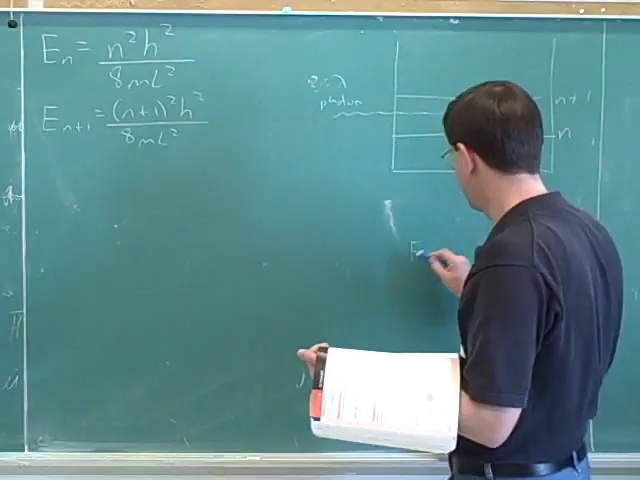 Eₙ = n²h² / 8mL²
Eₙ₊₁ = (n+1)²h² / 8mL²
λ
photon
n+1
n
E